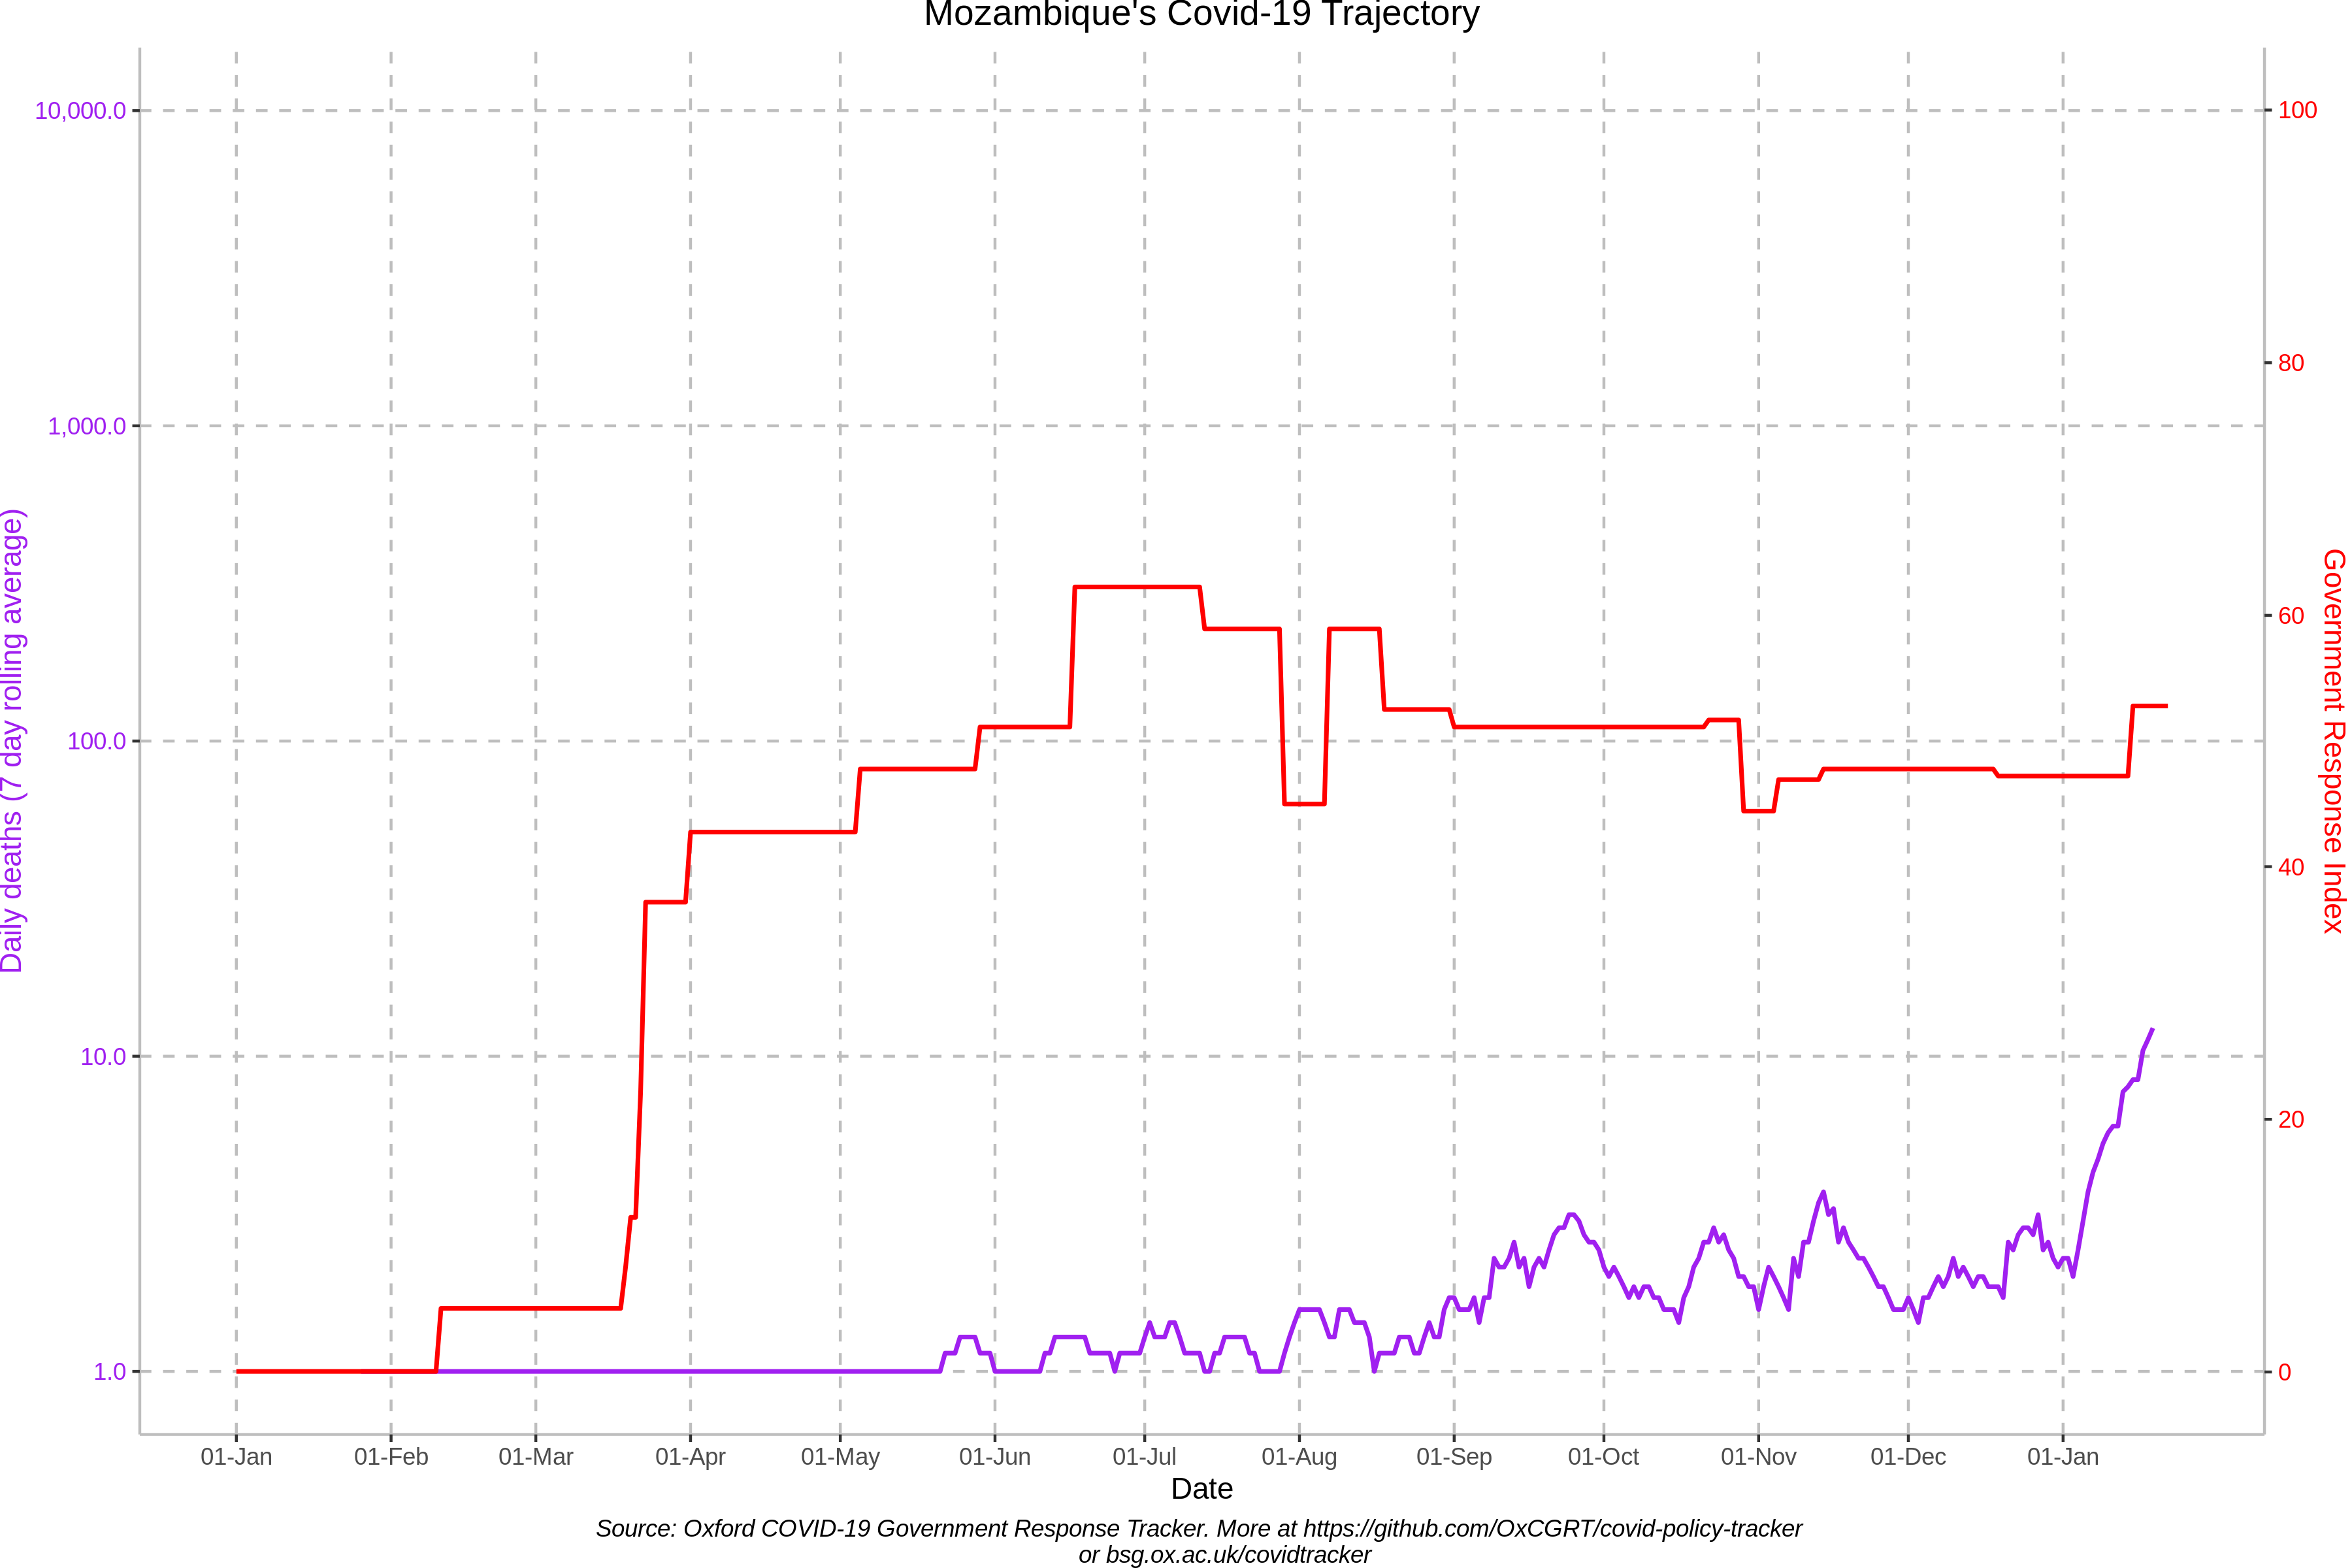 Mozambique's Covid-19 Trajectory
10,000.0
1,000.0
100.0
10.0
1.0
Daily deaths (7 day rolling average)
100
80
60
40
20
0
Government Response Index
01-Jan 01-Feb 01-Mar 01-Apr 01-May 01-Jun 01-Jul 01-Aug 01-Sep 01-Oct 01-Nov 01-Dec 01-Jan
Date
Source: Oxford COVID-19 Government Response Tracker. More at https://github.com/OxCGRT/covid-policy-tracker
or bsg.ox.ac.uk/covidtracker